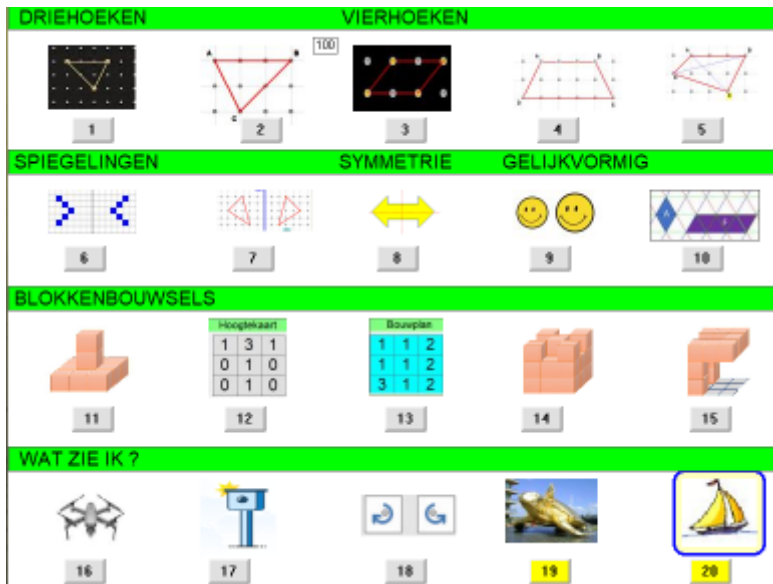 DRIEHOEKEN VIERHOEKEN
100
A B
C
1 2 3 4 5
SPIEGELINGEN SYMMETRIE GELIJKVORMIG
6 7 8 9 10
BLOKKENBOUWSELS
Hoogtekaart Bouwplan
1 3 1 1 1 2
0 1 0 1 1 2
0 1 0 3 1 2
11 12 13 14 15
WAT ZIE IK ?
16 17 18 19 20